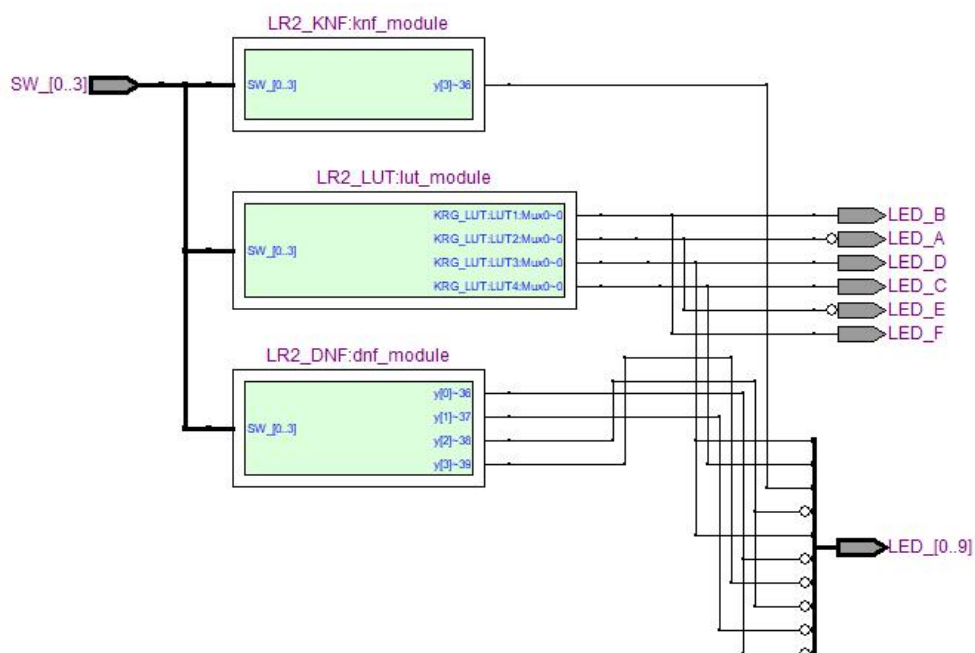 LR2_KNF:knf_module
SW_[0..3]
SW_[0..3]
y[3]~36
LR2_LUT:lut_module
SW_[0..3]
KRG_LUT:LUT1:Mux0~0
KRG_LUT:LUT2:Mux0~0
KRG_LUT:LUT3:Mux0~0
KRG_LUT:LUT4:Mux0~0
LED_B
LED_A
LED_D
LED_C
LED_E
LED_F
LR2_DNF:dnf_module
SW_[0..3]
y[0]~36
y[1]~37
y[2]~38
y[3]~39
LED_[0..9]